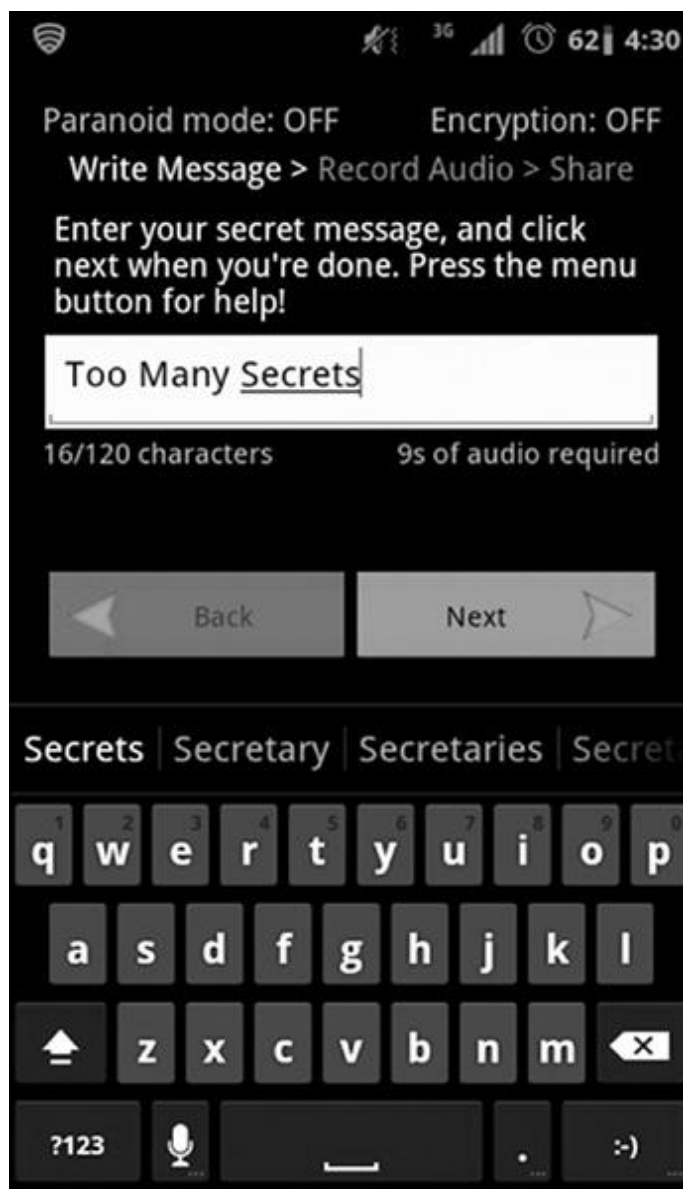 3G 62 4:30
Paranoid mode: OFF Encryption: OFF
Write Message > Record Audio > Share
Enter your secret message, and click
next when you're done. Press the menu
button for help!
Too Many Secrets
16/120 characters 9s of audio required
Back Next
Secrets Secretary Secretaries Secreta
1 2 3 4 5 6 7 8 9 0
q w e r t y u i o p
a s d f g h j k l
z x c v b n m
?123 . :-)